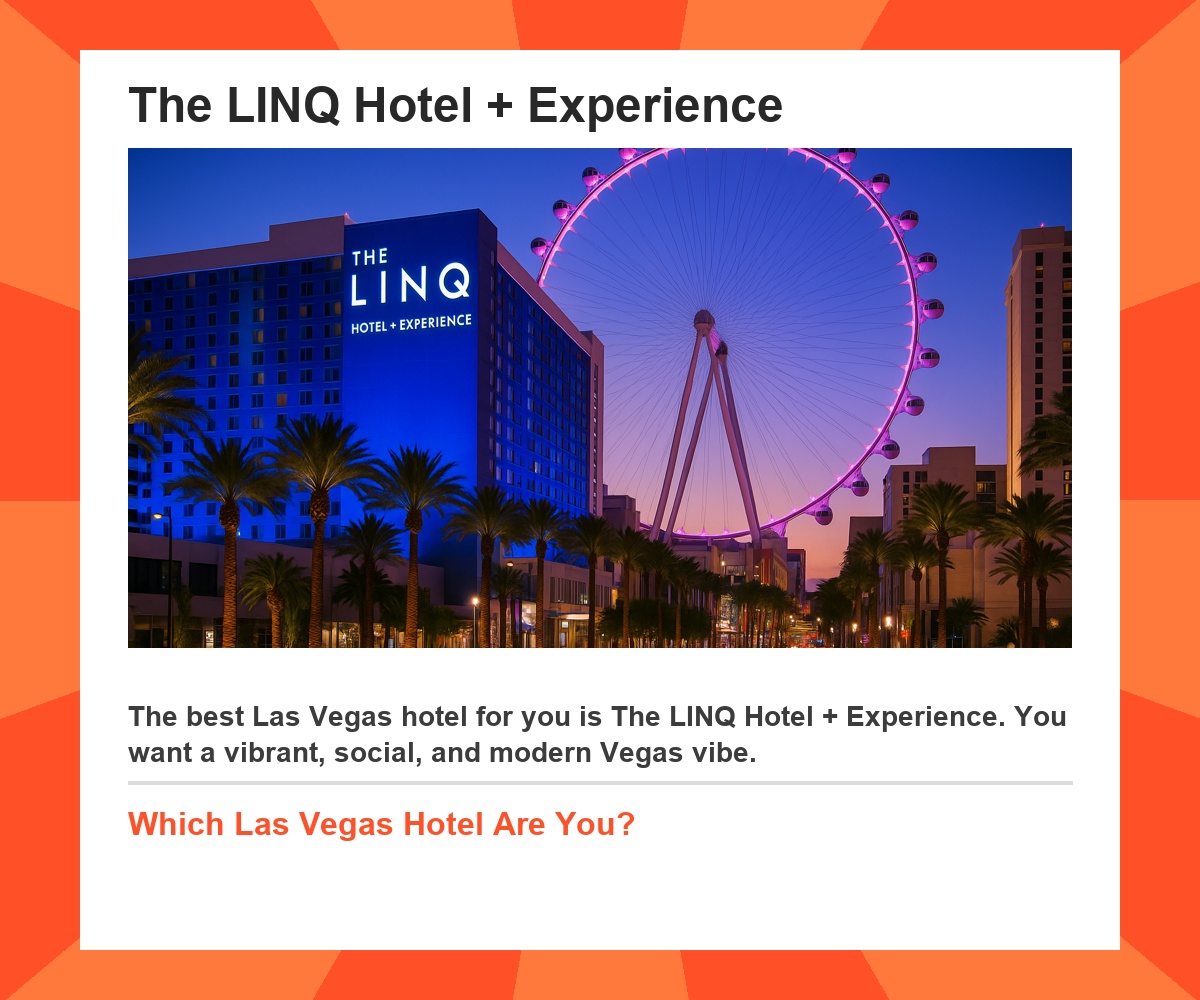 The LINQ Hotel + Experience
THE
LINQ
HOTEL + EXPERIENCE
The best Las Vegas hotel for you is The LINQ Hotel + Experience. You
want a vibrant, social, and modern Vegas vibe.
Which Las Vegas Hotel Are You?